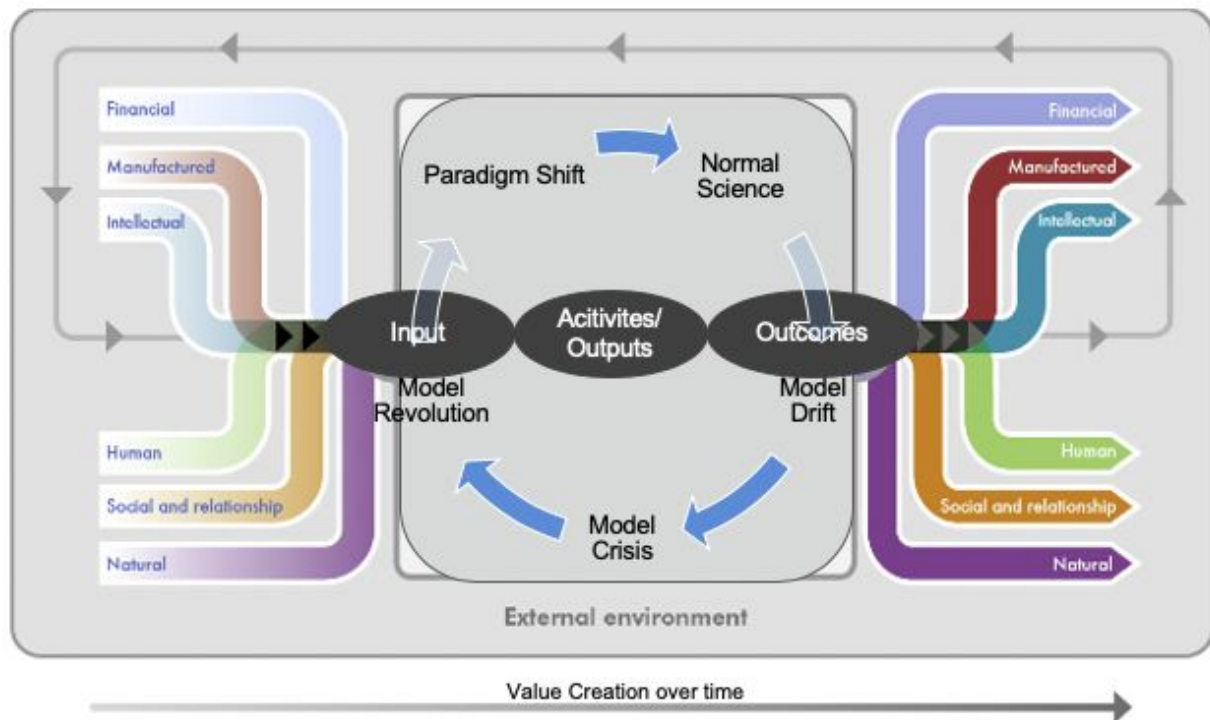 Financial
Manufactured
Intellectual
Human
Social and relationship
Natural
Paradigm Shift
Normal
Science
Input
Acitivites/
Outputs
Outcomes
Model
Revolution
Model
Drift
Model
Crisis
Financial
Manufactured
Intellectual
Human
Social and relationship
Natural
External environment
Value Creation over time